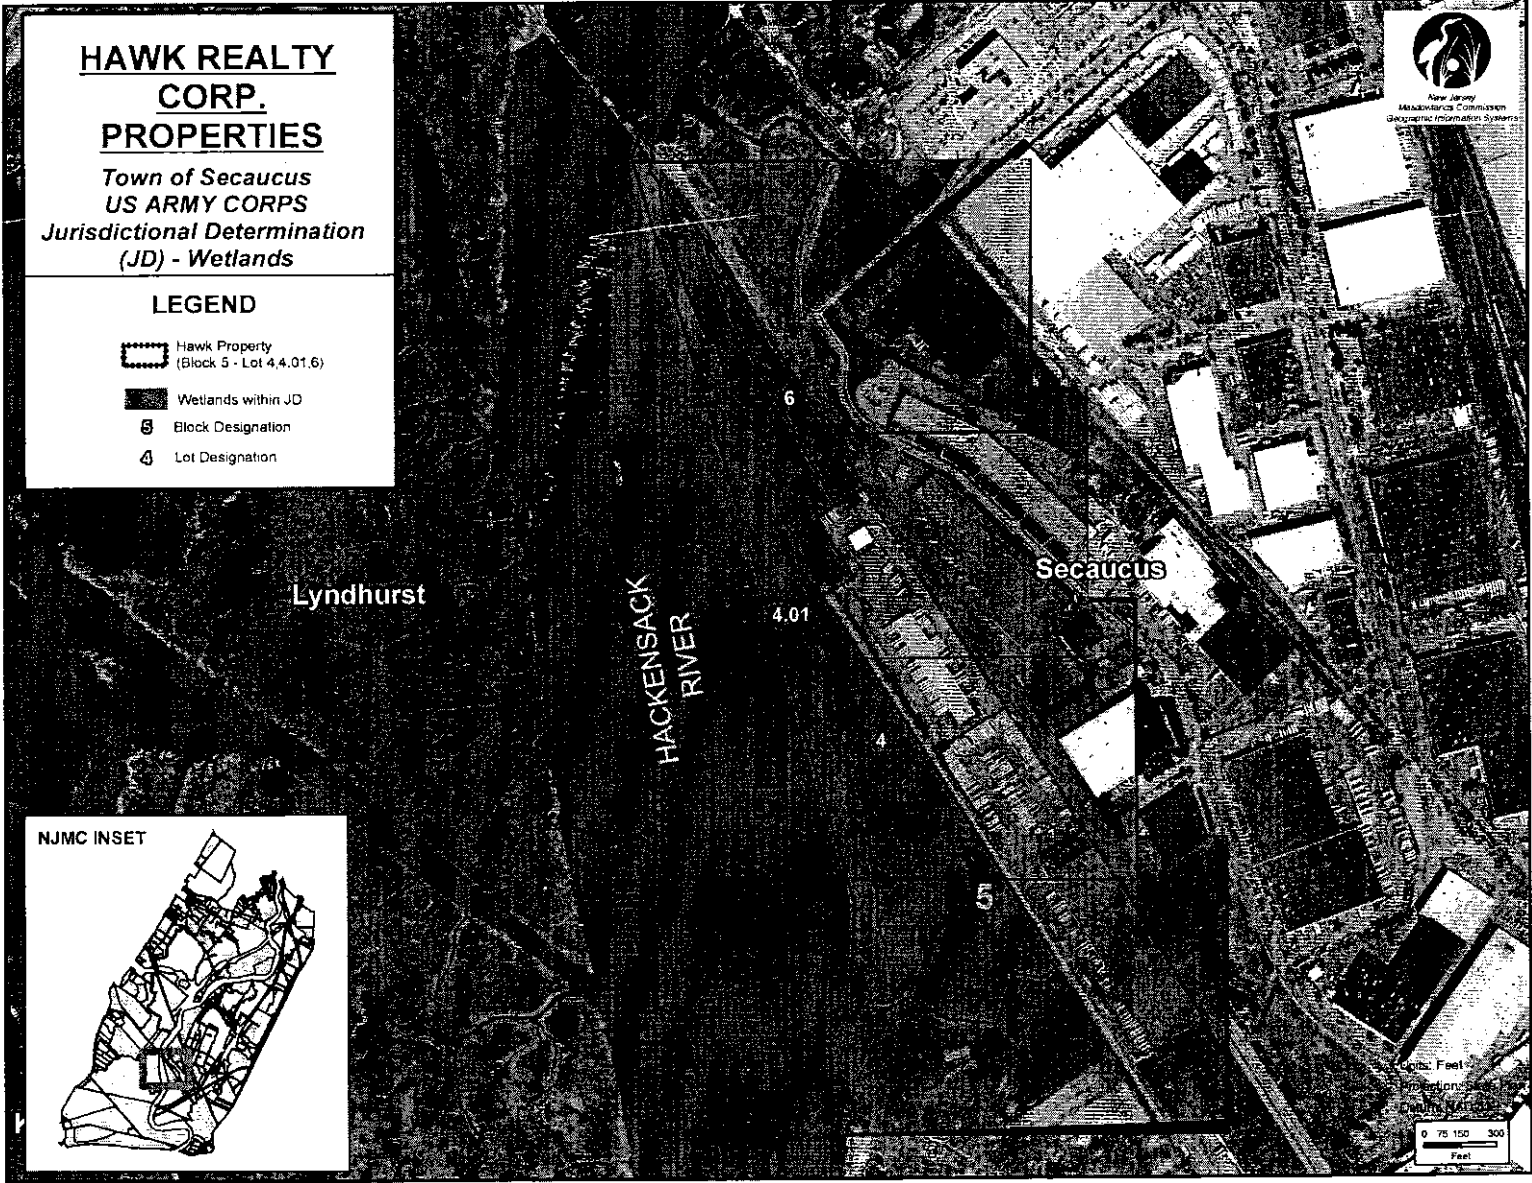 HAWK REALTY
CORP.
PROPERTIES
Town of Secaucus
US ARMY CORPS
Jurisdictional Determination
(JD) - Wetlands
LEGEND
Hawk Property
(Block 5 - Lot 4,4.01,6)
Wetlands within JD
5 Block Designation
4 Lot Designation
New Jersey
Meadowlands Commission
Geographic Information Systems
6
Lyndhurst
Secaucus
4.01
HACKENSACK
RIVER
4
5
NJMC INSET
Units: Feet
Projection:
0 75 150 300
Feet